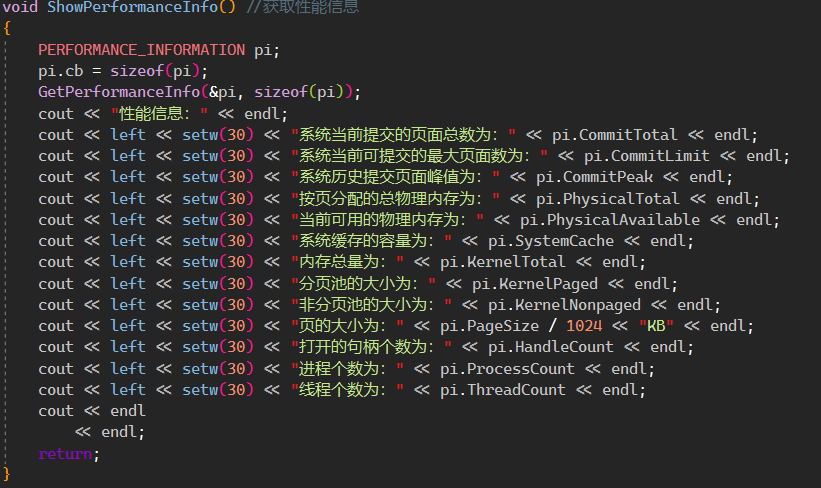 void ShowPerformanceInfo() //获取性能信息
{
    PERFORMANCE_INFORMATION pi;
    pi.cb = sizeof(pi);
    GetPerformanceInfo(&pi, sizeof(pi));
    cout << "性能信息：" << endl;
    cout << left << setw(30) << "系统当前提交的页面总数为：" << pi.CommitTotal << endl;
    cout << left << setw(30) << "系统当前可提交的最大页面数为：" << pi.CommitLimit << endl;
    cout << left << setw(30) << "系统历史提交页面峰值为：" << pi.CommitPeak << endl;
    cout << left << setw(30) << "按页分配的总物理内存为：" << pi.PhysicalTotal << endl;
    cout << left << setw(30) << "当前可用的物理内存为：" << pi.PhysicalAvailable << endl;
    cout << left << setw(30) << "系统缓存的容量为：" << pi.SystemCache << endl;
    cout << left << setw(30) << "内存总量为：" << pi.KernelTotal << endl;
    cout << left << setw(30) << "分页池的大小为：" << pi.KernelPaged << endl;
    cout << left << setw(30) << "非分页池的大小为：" << pi.KernelNonpaged << endl;
    cout << left << setw(30) << "页的大小为：" << pi.PageSize / 1024 << "KB" << endl;
    cout << left << setw(30) << "打开的句柄个数为：" << pi.HandleCount << endl;
    cout << left << setw(30) << "进程个数为：" << pi.ProcessCount << endl;
    cout << left << setw(30) << "线程个数为：" << pi.ThreadCount << endl;
    cout << endl
        << endl;
    return;
}